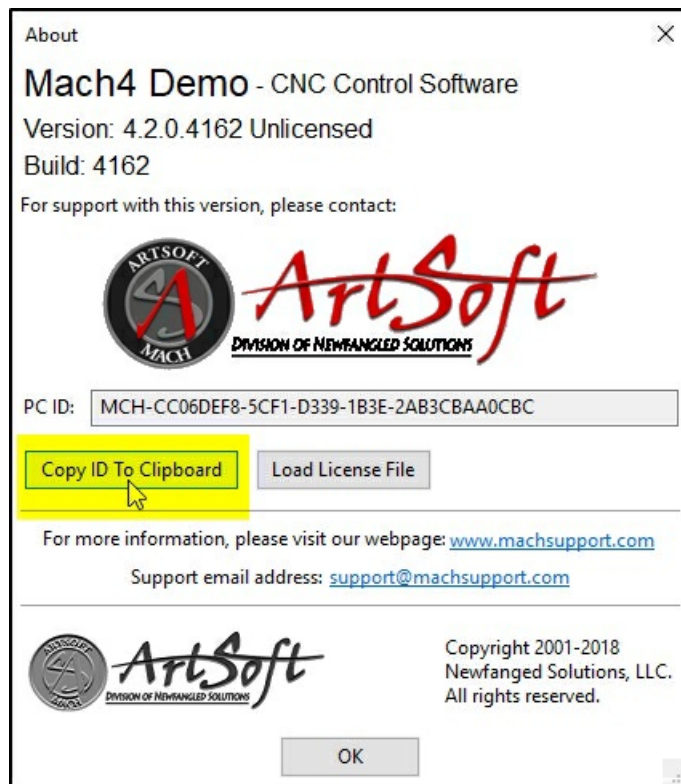 About
Mach4 Demo - CNC Control Software
Version: 4.2.0.4162 Unlicensed
Build: 4162
For support with this version, please contact:
ARTSOFT
MACH
ArtSoft
DIVISION OF NEWFANGLED SOLUTIONS
PC ID: MCH-CC06DEF8-5CF1-D339-1B3E-2AB3CBAA0CBC
Copy ID To Clipboard Load License File
For more information, please visit our webpage: www.machsupport.com
Support email address: support@machsupport.com
ARTSOFT
MACH
ArtSoft
DIVISION OF NEWFANGLED SOLUTIONS
Copyright 2001-2018
Newfanged Solutions, LLC.
All rights reserved.
OK